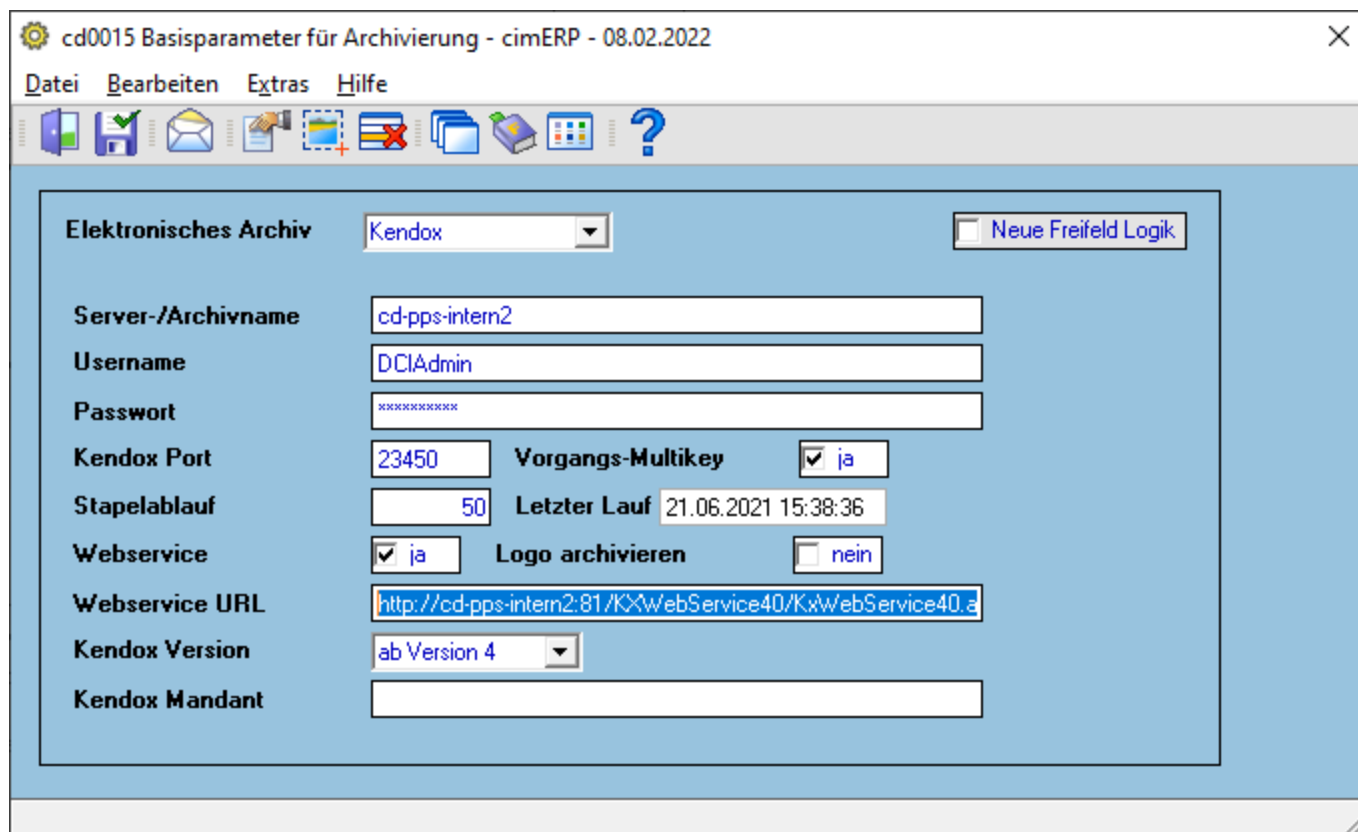 cd0015 Basisparameter für Archivierung - cimERP - 08.02.2022
Datei Bearbeiten Extras Hilfe
Elektronisches Archiv Kendox Neue Freifeld Logik
Server-/Archivname cd-pps-intern2
Username DCIAdmin
Passwort **********
Kendox Port 23450 Vorgangs-Multikey ja
Stapelablauf 50 Letzter Lauf 21.06.2021 15:38:36
Webservice ja Logo archivieren nein
Webservice URL http://cd-pps-intern2:81/KXWebService40/KxWebService40.a
Kendox Version ab Version 4
Kendox Mandant